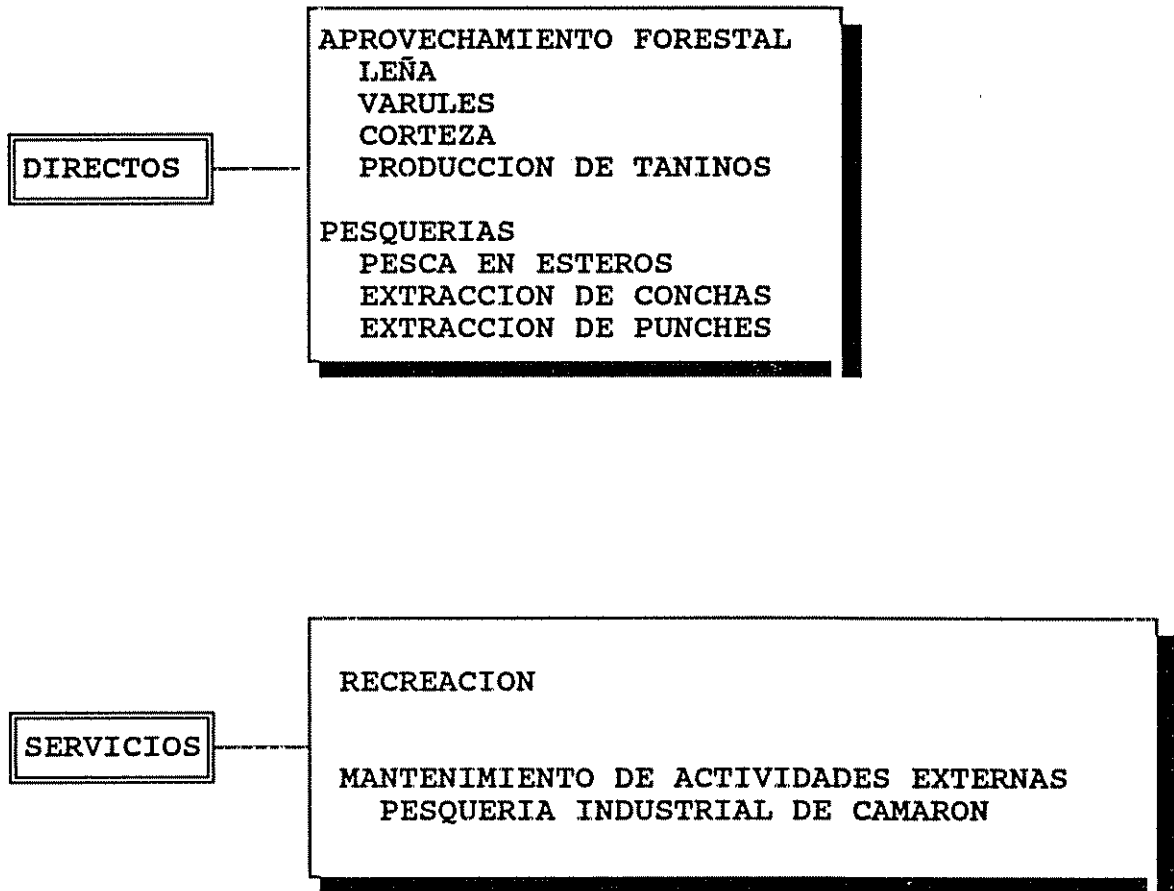 DIRECTOS
APROVECHAMIENTO FORESTAL
LEÑA
VARULES
CORTEZA
PRODUCCION DE TANINOS
PESQUERIAS
PESCA EN ESTEROS
EXTRACCION DE CONCHAS
EXTRACCION DE PUNCHES
SERVICIOS
RECREACION
MANTENIMIENTO DE ACTIVIDADES EXTERNAS
PESQUERIA INDUSTRIAL DE CAMARON